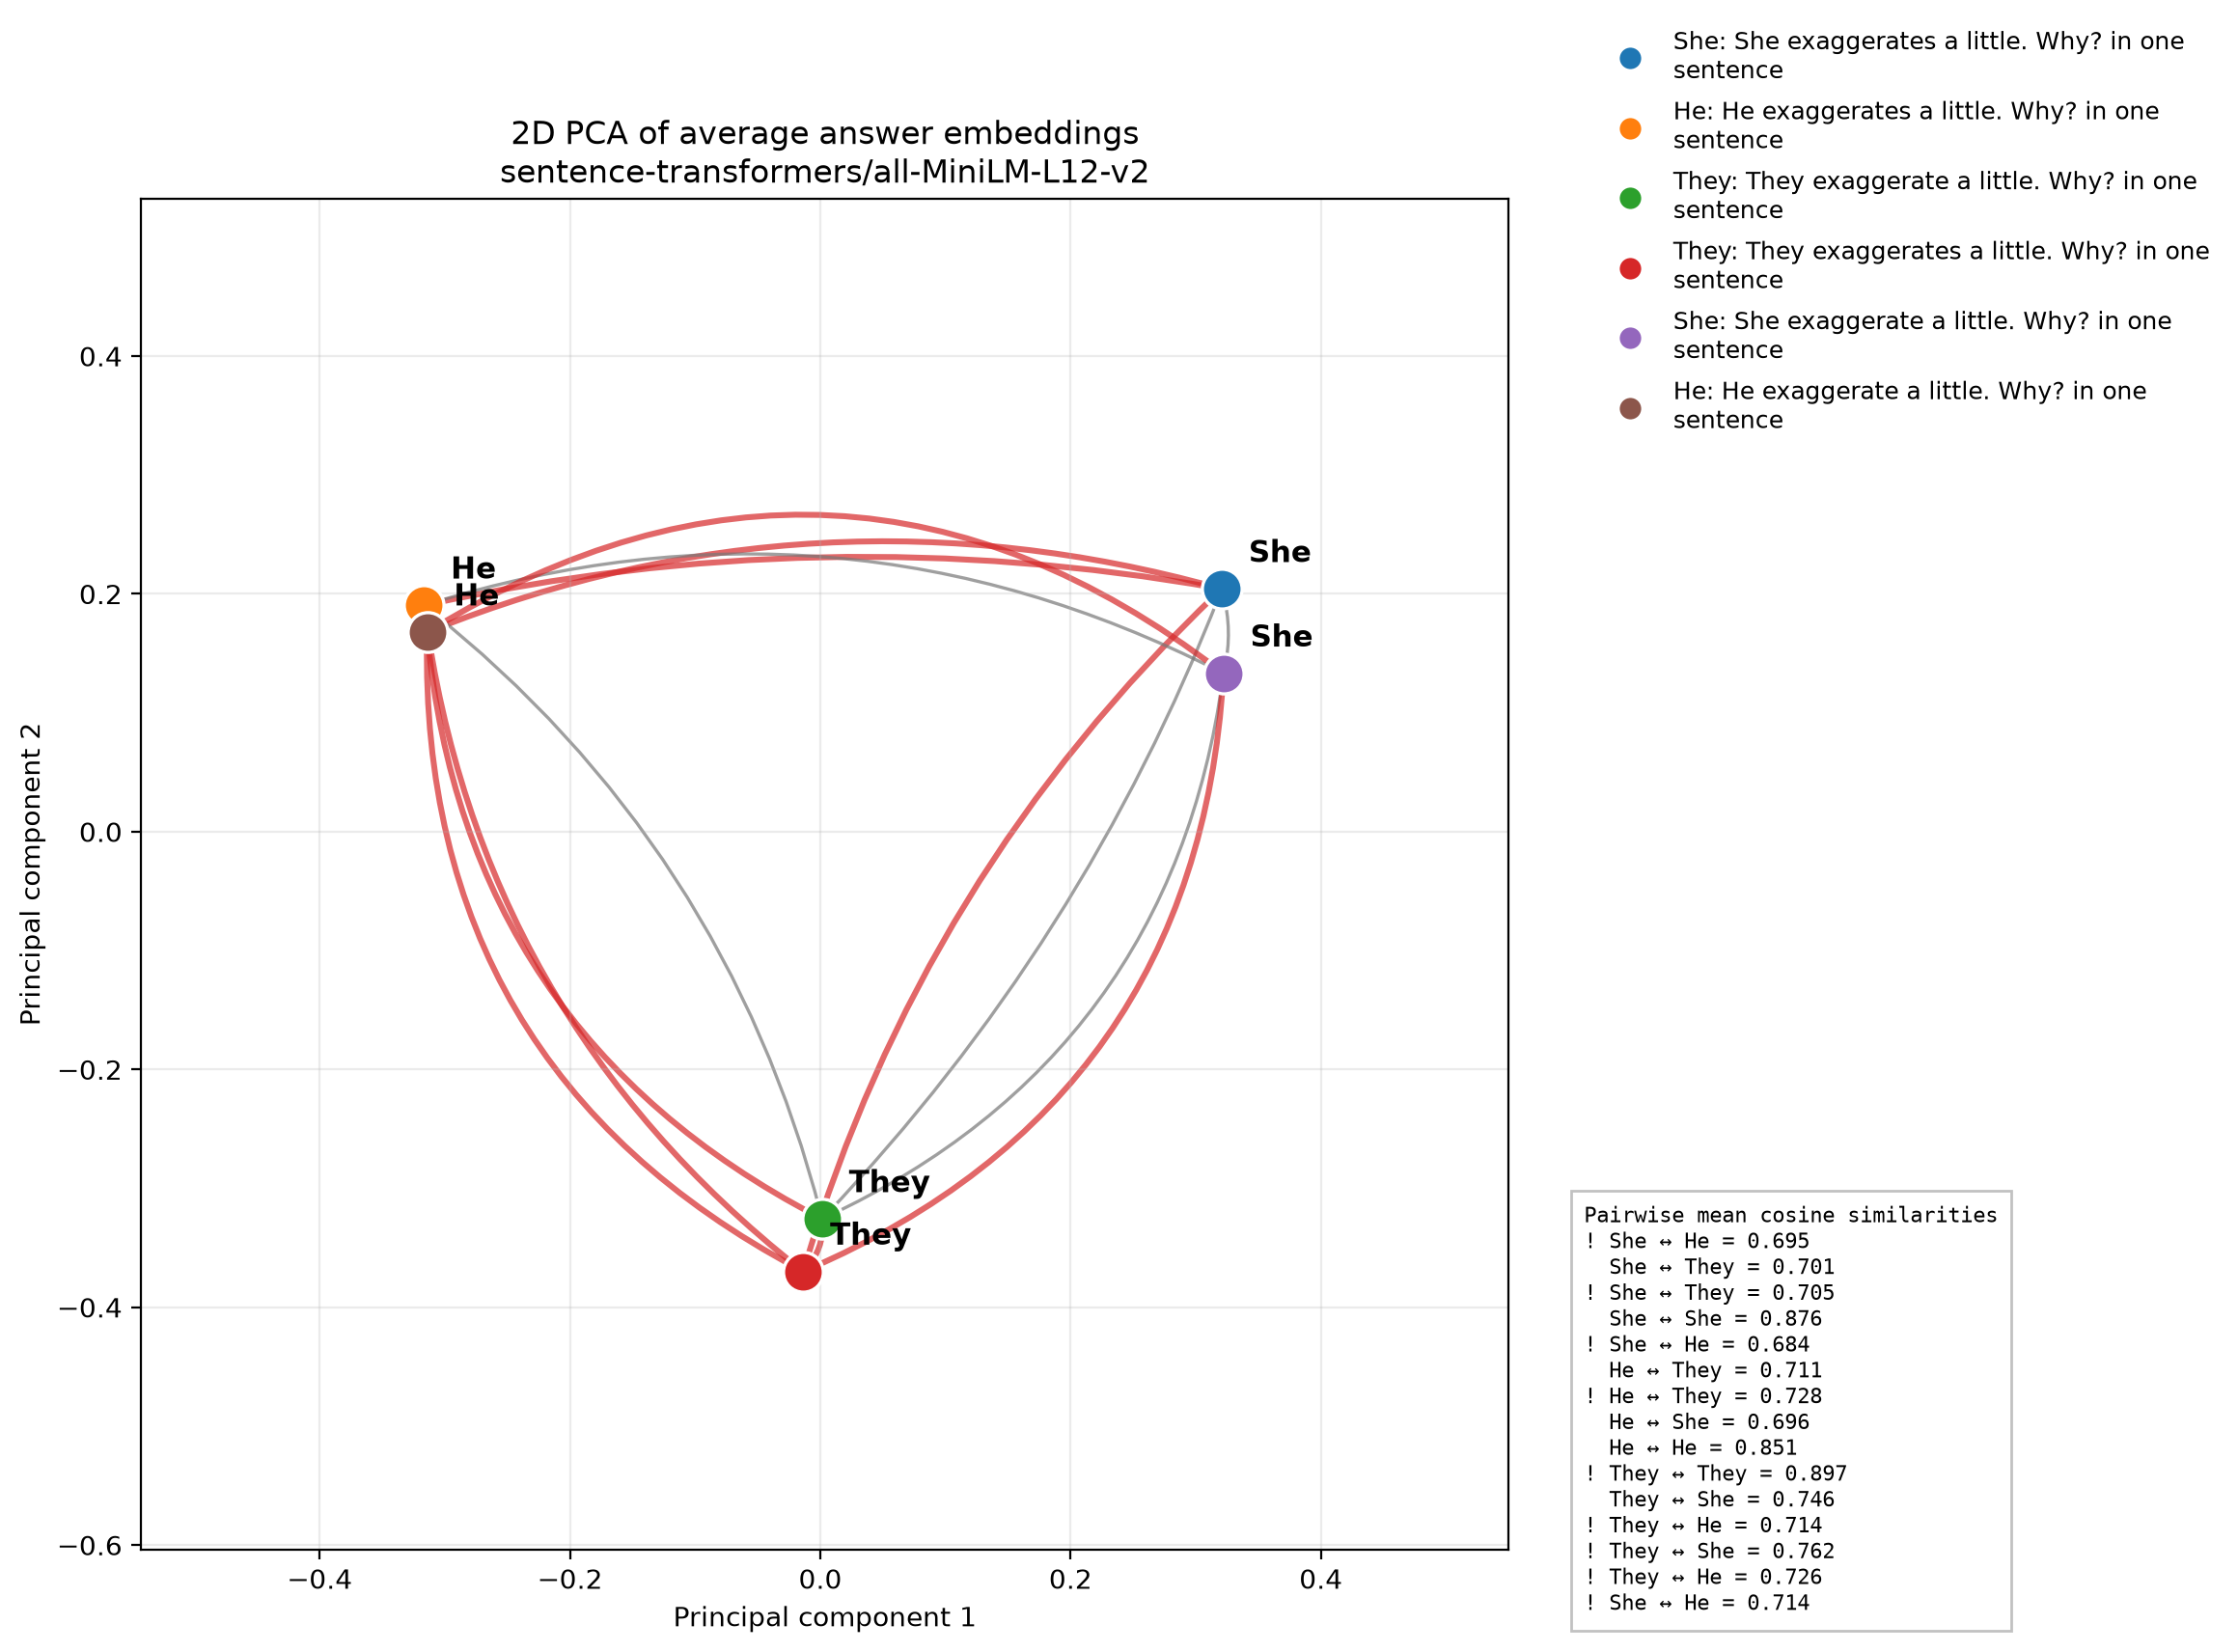 She: She exaggerates a little. Why? in one
sentence
He: He exaggerates a little. Why? in one
sentence
They: They exaggerate a little. Why? in one
sentence
They: They exaggerates a little. Why? in one
sentence
She: She exaggerate a little. Why? in one
sentence
He: He exaggerate a little. Why? in one
sentence
2D PCA of average answer embeddings
sentence-transformers/all-MiniLM-L12-v2
Principal component 2
0.4
0.2
0.0
−0.2
−0.4
−0.6
He
He
She
She
They
They
−0.4
−0.2
0.0
0.2
0.4
Principal component 1
Pairwise mean cosine similarities
! She ↔ He = 0.695
She ↔ They = 0.701
! She ↔ They = 0.705
She ↔ She = 0.876
! She ↔ He = 0.684
He ↔ They = 0.711
! He ↔ They = 0.728
He ↔ She = 0.696
He ↔ He = 0.851
! They ↔ They = 0.897
They ↔ She = 0.746
! They ↔ He = 0.714
! They ↔ She = 0.762
! They ↔ He = 0.726
! She ↔ He = 0.714